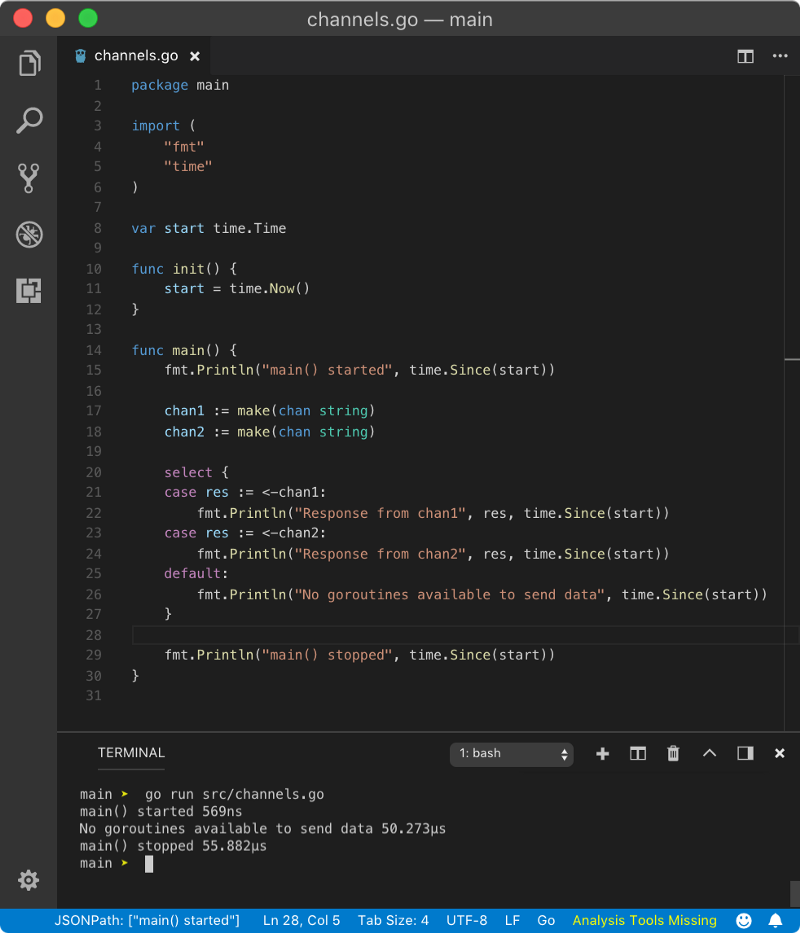 channels.go — main
channels.go
1 package main
2
3 import (
4     "fmt"
5     "time"
6 )
7
8 var start time.Time
9
10 func init() {
11     start = time.Now()
12 }
13
14 func main() {
15     fmt.Println("main() started", time.Since(start))
16
17     chan1 := make(chan string)
18     chan2 := make(chan string)
19
20     select {
21     case res := <-chan1:
22         fmt.Println("Response from chan1", res, time.Since(start))
23     case res := <-chan2:
24         fmt.Println("Response from chan2", res, time.Since(start))
25     default:
26         fmt.Println("No goroutines available to send data", time.Since(start))
27     }
28
29     fmt.Println("main() stopped", time.Since(start))
30 }
31
TERMINAL 1: bash
main ➤ go run src/channels.go
main() started 569ns
No goroutines available to send data 50.273µs
main() stopped 55.882µs
main ➤
JSONPath: ["main() started"] Ln 28, Col 5 Tab Size: 4 UTF-8 LF Go Analysis Tools Missing